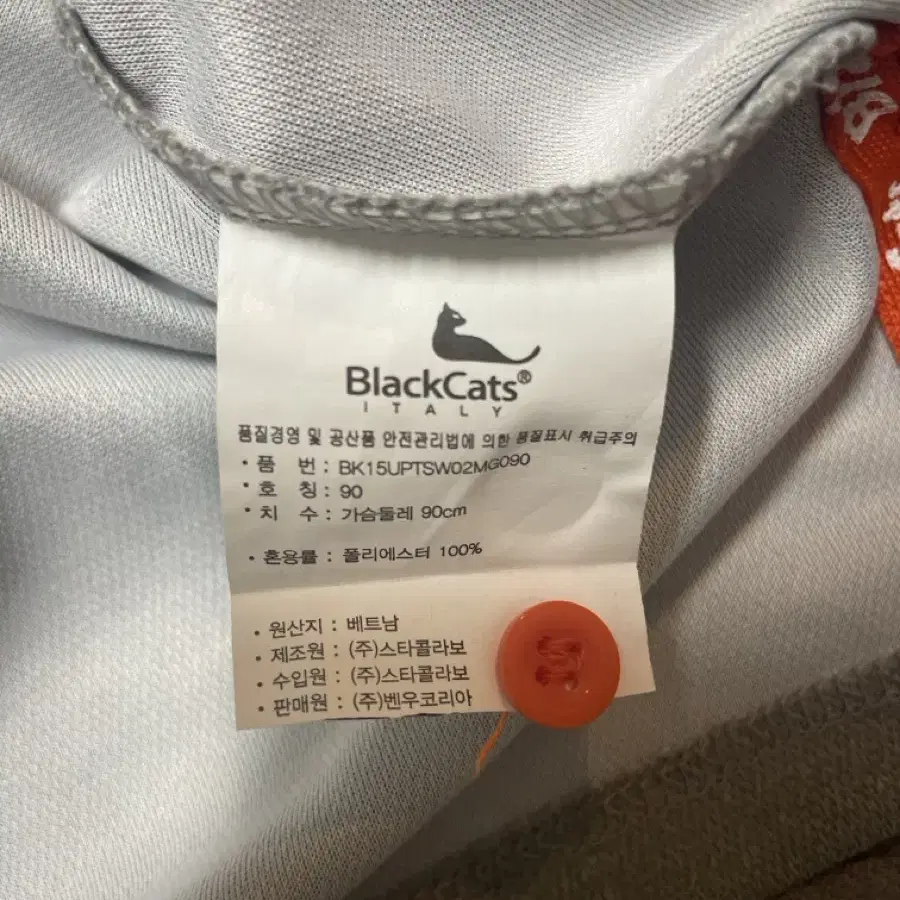 BlackCats®
ITALY
품질경영 및 공산품 안전관리법에 의한 품질표시 취급주의
• 품 번 : BK15UPTSW02MG090
• 호 칭 : 90
• 치 수 : 가슴둘레 90cm
• 혼용률 : 폴리에스터 100%
• 원산지 : 베트남
• 제조원 : (주)스타콜라보
• 수입원 : (주)스타콜라보
• 판매원 : (주)벤우코리아